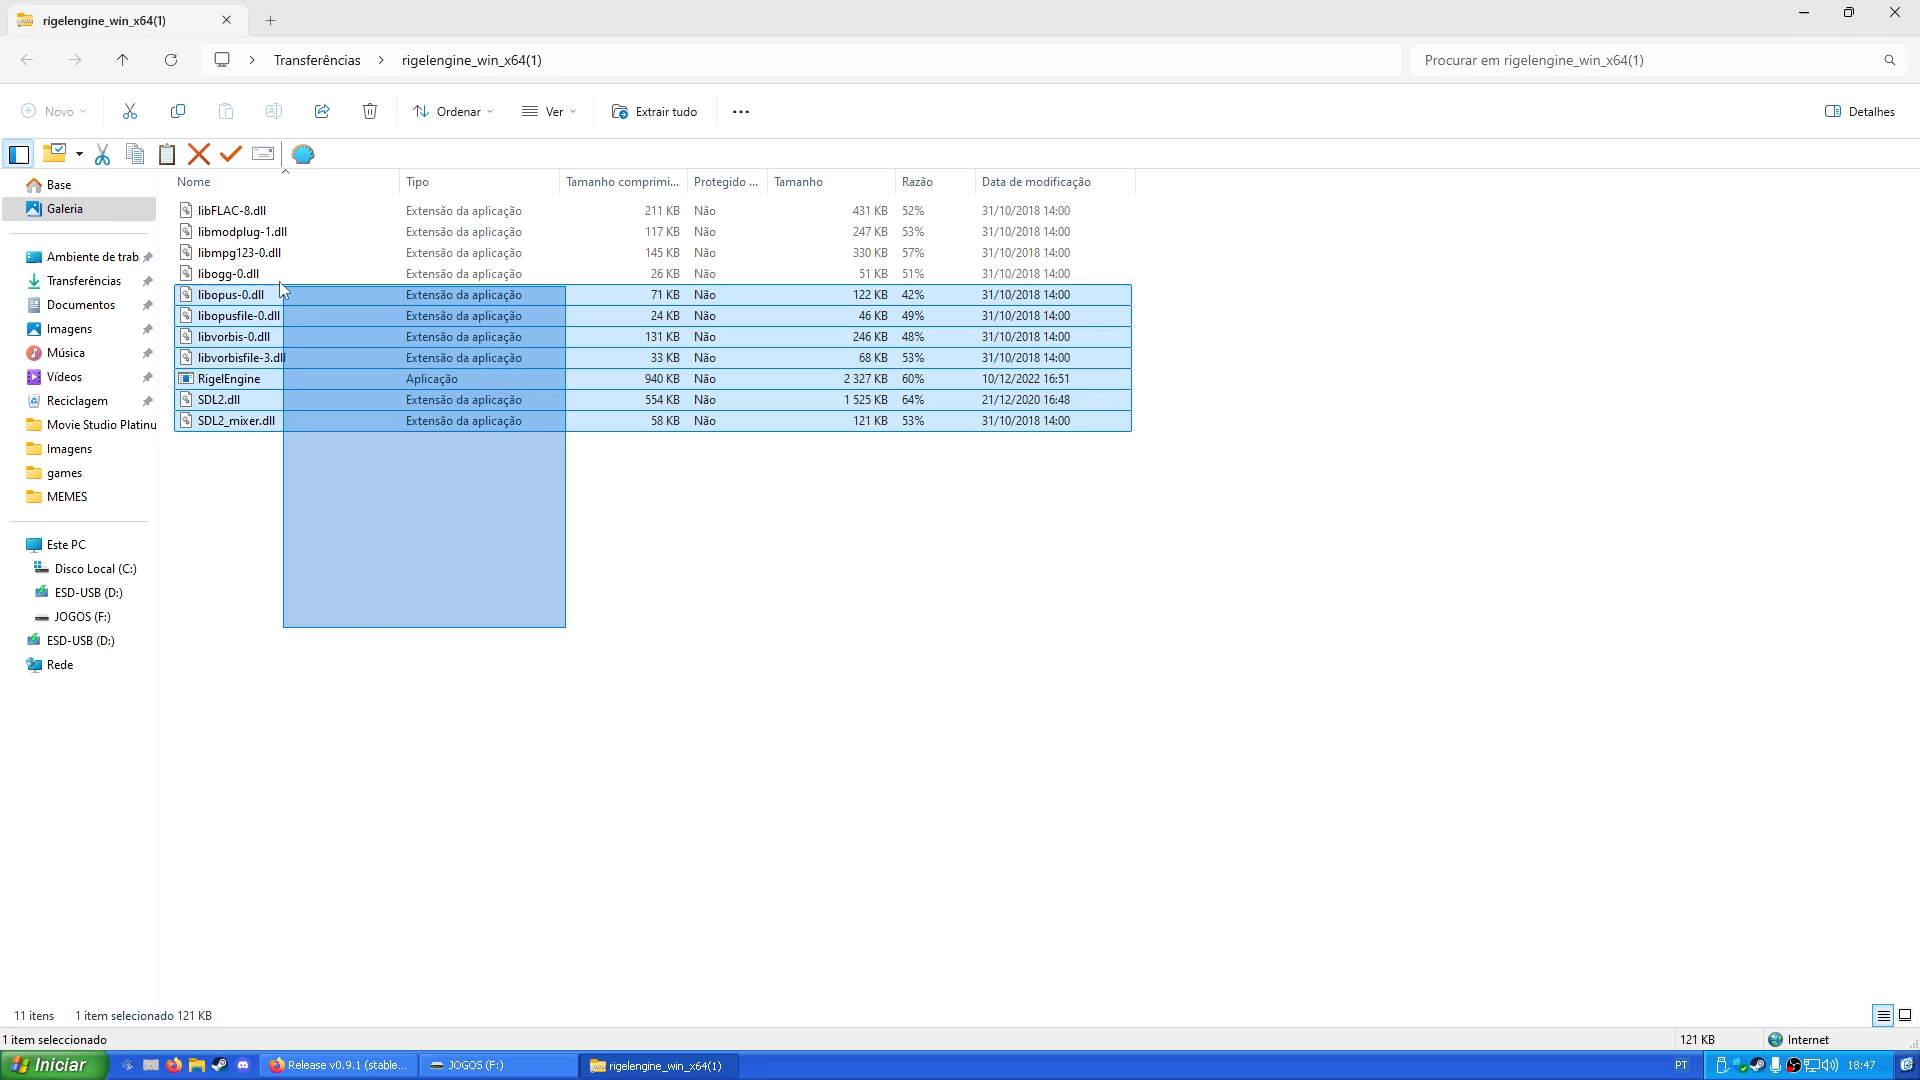 rigelengine_win_x64(1)
Transferências
rigelengine_win_x64(1)
Procurar em rigelengine_win_x64(1)
Novo
Ordenar
Ver
Extrair tudo
Detalhes
Nome Tipo Tamanho comprimi... Protegido ... Tamanho Razão Data de modificação
libFLAC-8.dll Extensão da aplicação 211 KB Não 431 KB 52% 31/10/2018 14:00
libmodplug-1.dll Extensão da aplicação 117 KB Não 247 KB 53% 31/10/2018 14:00
libmpg123-0.dll Extensão da aplicação 145 KB Não 330 KB 57% 31/10/2018 14:00
libogg-0.dll Extensão da aplicação 26 KB Não 51 KB 51% 31/10/2018 14:00
libopus-0.dll Extensão da aplicação 71 KB Não 122 KB 42% 31/10/2018 14:00
libopusfile-0.dll Extensão da aplicação 24 KB Não 46 KB 49% 31/10/2018 14:00
libvorbis-0.dll Extensão da aplicação 131 KB Não 246 KB 48% 31/10/2018 14:00
libvorbisfile-3.dll Extensão da aplicação 33 KB Não 68 KB 53% 31/10/2018 14:00
RigelEngine Aplicação 940 KB Não 2 327 KB 60% 10/12/2022 16:51
SDL2.dll Extensão da aplicação 554 KB Não 1 525 KB 64% 21/12/2020 16:48
SDL2_mixer.dll Extensão da aplicação 58 KB Não 121 KB 53% 31/10/2018 14:00
Base
Galeria
Ambiente de trab
Transferências
Documentos
Imagens
Música
Vídeos
Reciclagem
Movie Studio Platinu
Imagens
games
MEMES
Este PC
Disco Local (C:)
ESD-USB (D:)
JOGOS (F:)
ESD-USB (D:)
Rede
11 itens 1 item selecionado 121 KB
1 item seleccionado
121 KB
Internet
Iniciar
Release v0.9.1 (stable...
JOGOS (F:)
rigelengine_win_x64(1)
PT
18:47